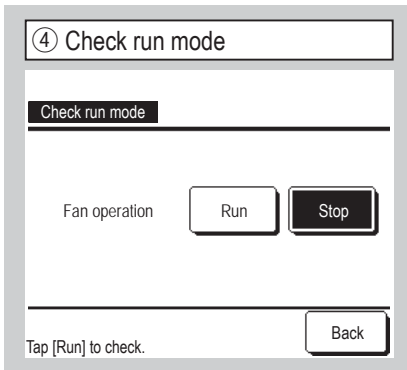 ④ Check run mode
Check run mode
Fan operation Run Stop
Back
Tap [Run] to check.